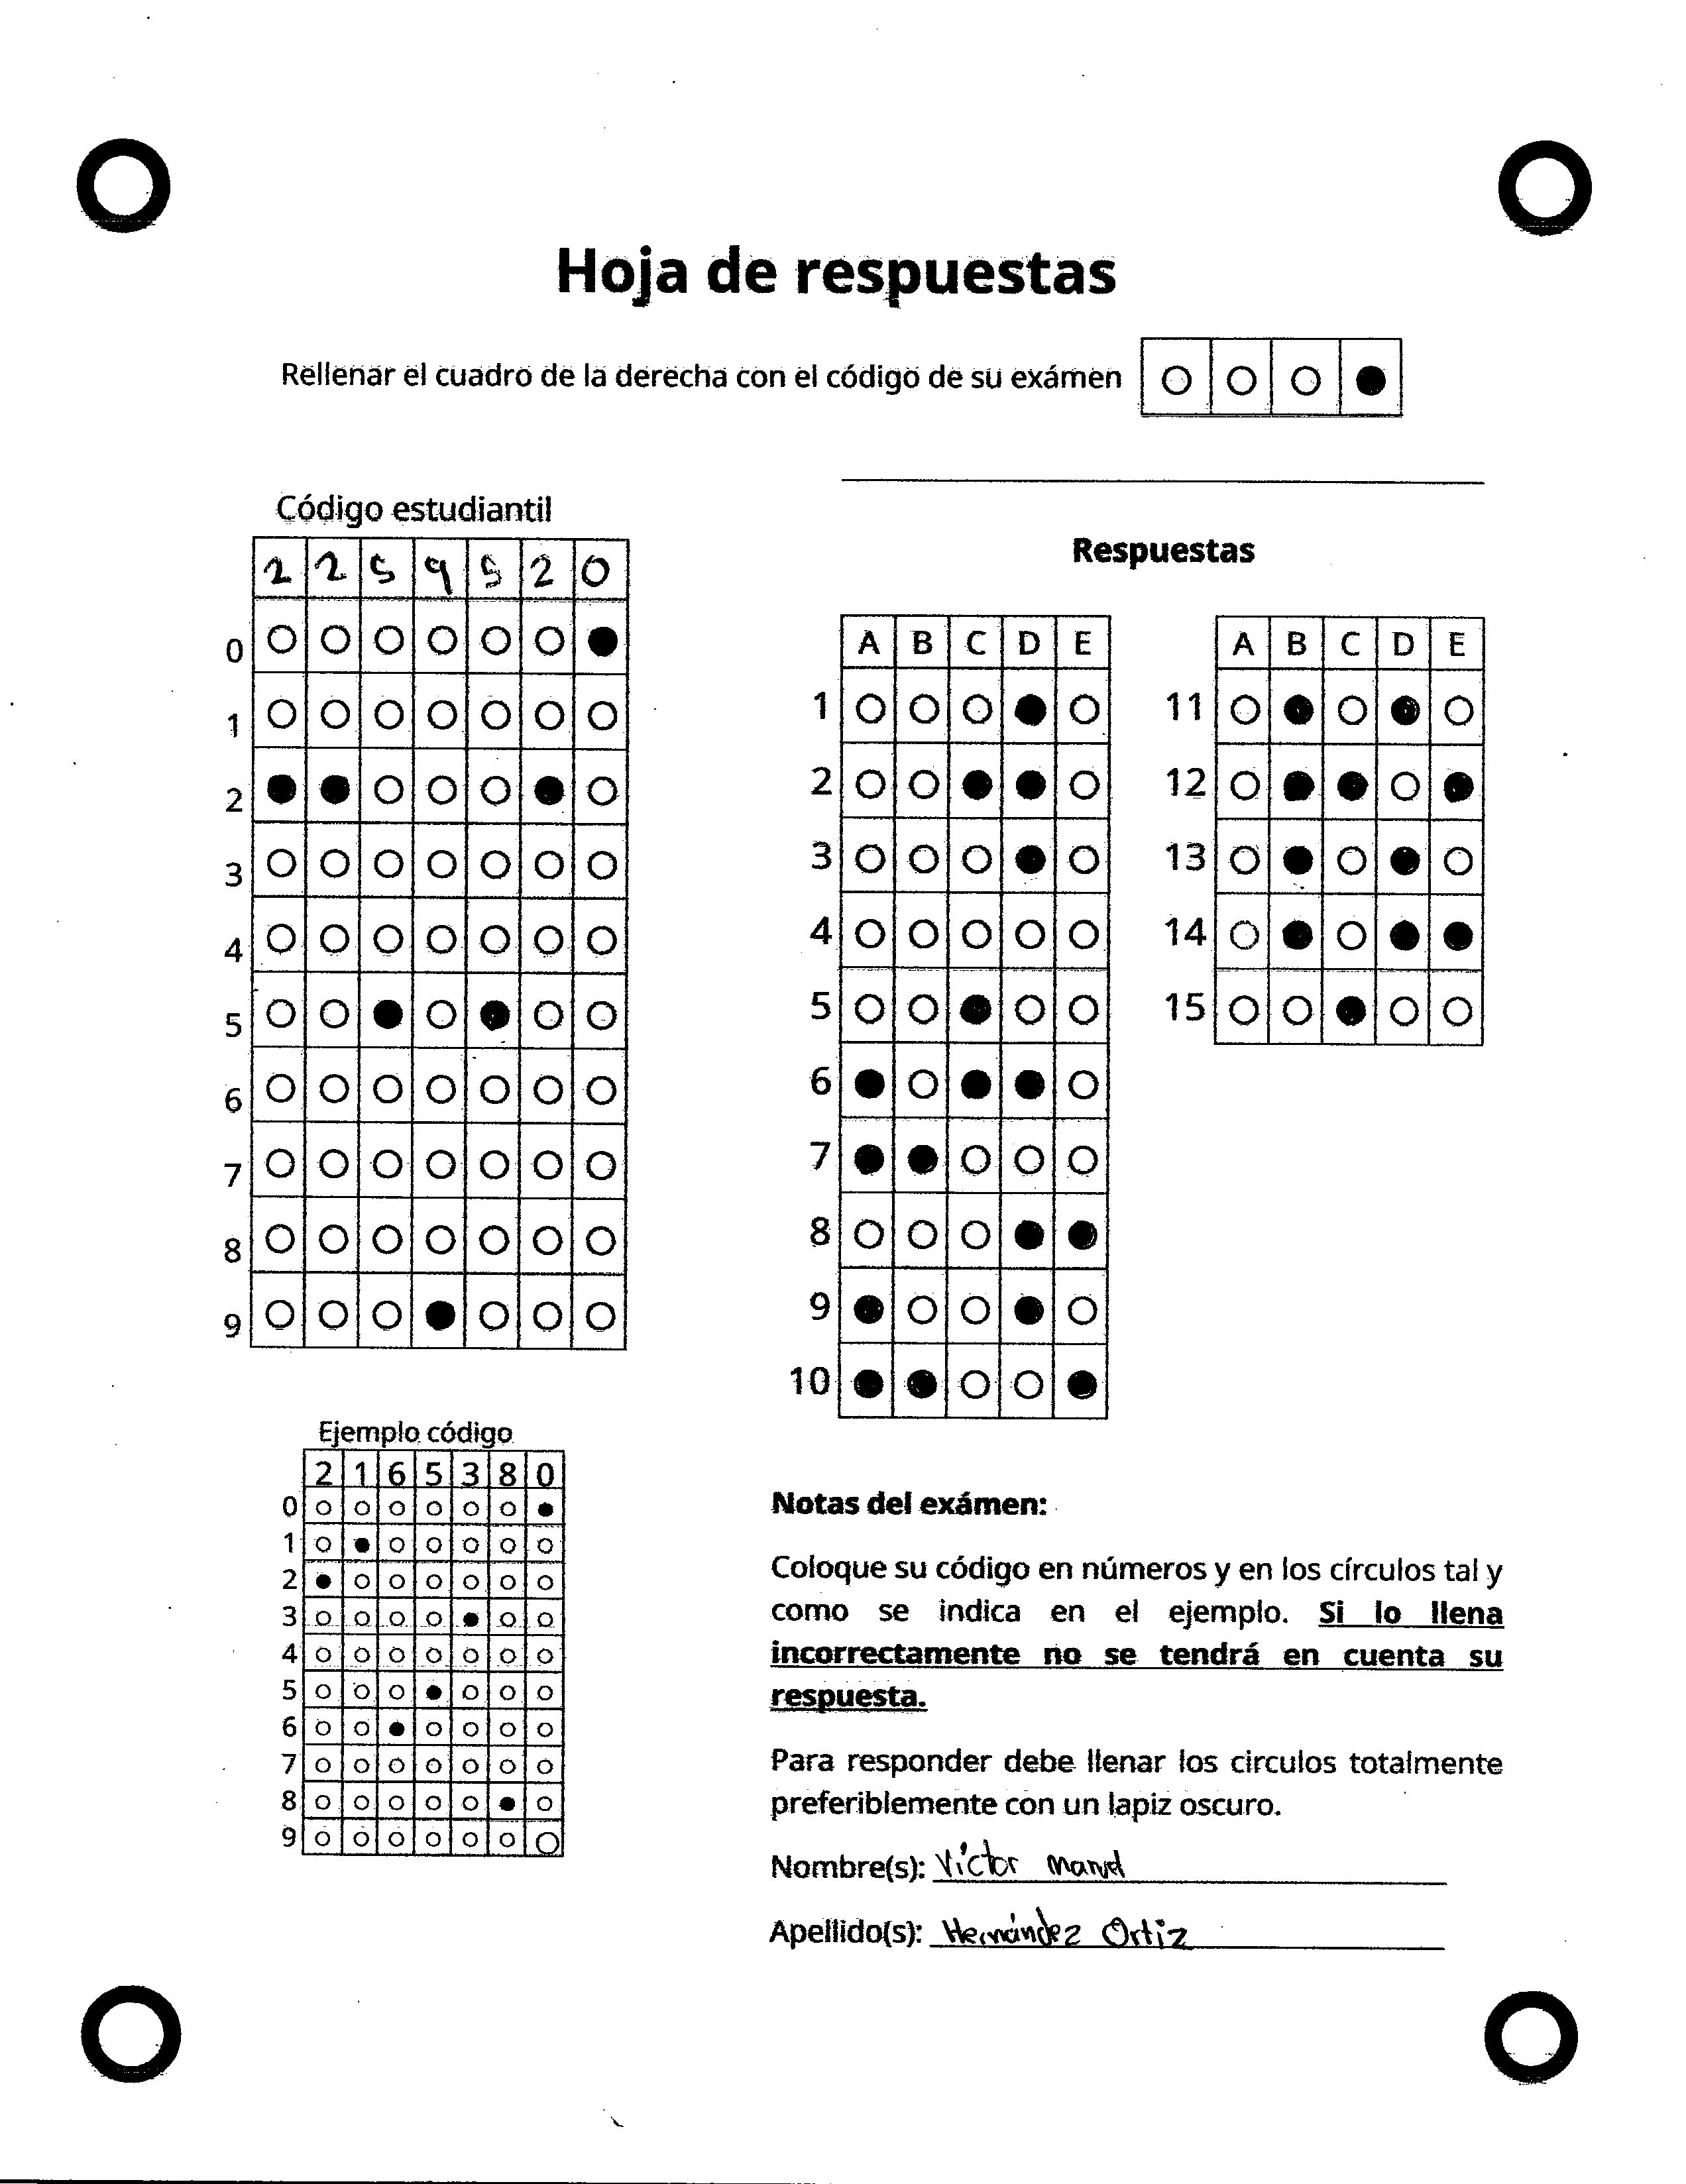 Hoja de respuestas
Rellenar el cuadro de la derecha con el código de su exámen
Código estudiantil
2 2 5 9 5 2 0
0
1
2
3
4
5
6
7
8
9
Respuestas
A B C D E
1
2
3
4
5
6
7
8
9
10
A B C D E
11
12
13
14
15
Ejemplo código
2 1 6 5 3 8 0
0
1
2
3
4
5
6
7
8
9
Notas del exámen:
Coloque su código en números y en los círculos tal y
como se indica en el ejemplo. Si lo llena
incorrectamente no se tendrá en cuenta su
respuesta.
Para responder debe llenar los circulos totalmente
preferiblemente con un lapiz oscuro.
Nombre(s): Víctor Manuel
Apellido(s): Hernández Ortiz